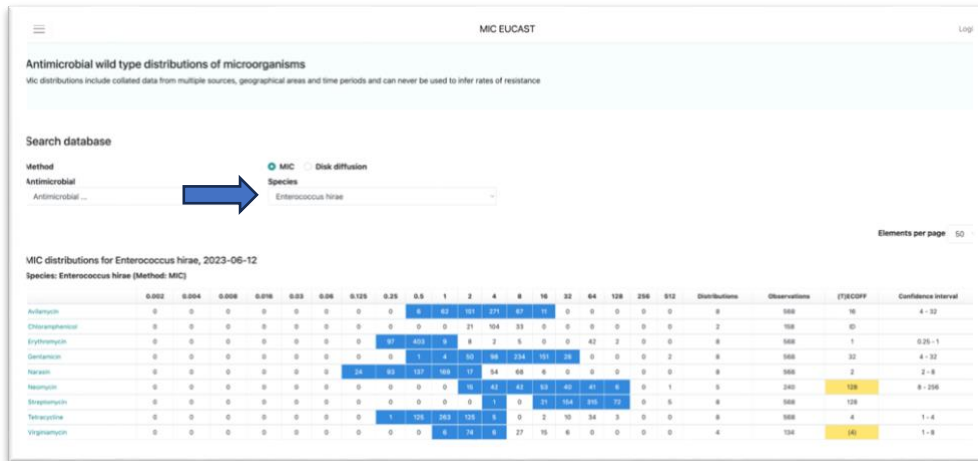 MIC EUCAST
Logi
Antimicrobial wild type distributions of microorganisms
Mic distributions include collated data from multiple sources, geographical areas and time periods and can never be used to infer rates of resistance
Search database
Method MIC Disk diffusion
Antimicrobial Species
Antimicrobial ... Enterococcus hirae
Elements per page 50
MIC distributions for Enterococcus hirae, 2023-06-12
Species: Enterococcus hirae (Method: MIC)
0.002 0.004 0.008 0.016 0.03 0.06 0.125 0.25 0.5 1 2 4 8 16 32 64 128 256 512 Distributions Observations (T)ECOFF Confidence interval
Avilamycin 0 0 0 0 0 0 0 0 6 62 151 271 67 11 0 0 0 0 0 8 568 16 4 - 32
Chloramphenicol 0 0 0 0 0 0 0 0 0 0 21 104 33 0 0 0 0 0 0 2 158 ID
Erythromycin 0 0 0 0 0 0 0 97 403 9 8 2 5 0 0 42 2 0 0 8 568 1 0.25 - 1
Gentamicin 0 0 0 0 0 0 0 0 1 4 50 98 234 151 28 0 0 0 2 8 568 32 4 - 32
Narasin 0 0 0 0 0 0 24 93 137 169 17 54 68 6 0 0 0 0 0 8 568 2 2 - 8
Neomycin 0 0 0 0 0 0 0 0 0 0 15 42 42 53 40 41 6 0 1 5 240 128 8 - 256
Streptomycin 0 0 0 0 0 0 0 0 0 0 0 1 0 21 154 315 72 0 5 8 568 128
Tetracycline 0 0 0 0 0 0 0 1 125 263 125 5 0 2 10 34 3 0 0 8 568 4 1 - 4
Virginiamycin 0 0 0 0 0 0 0 0 0 6 74 6 27 15 6 0 0 0 0 4 134 (4) 1 - 8